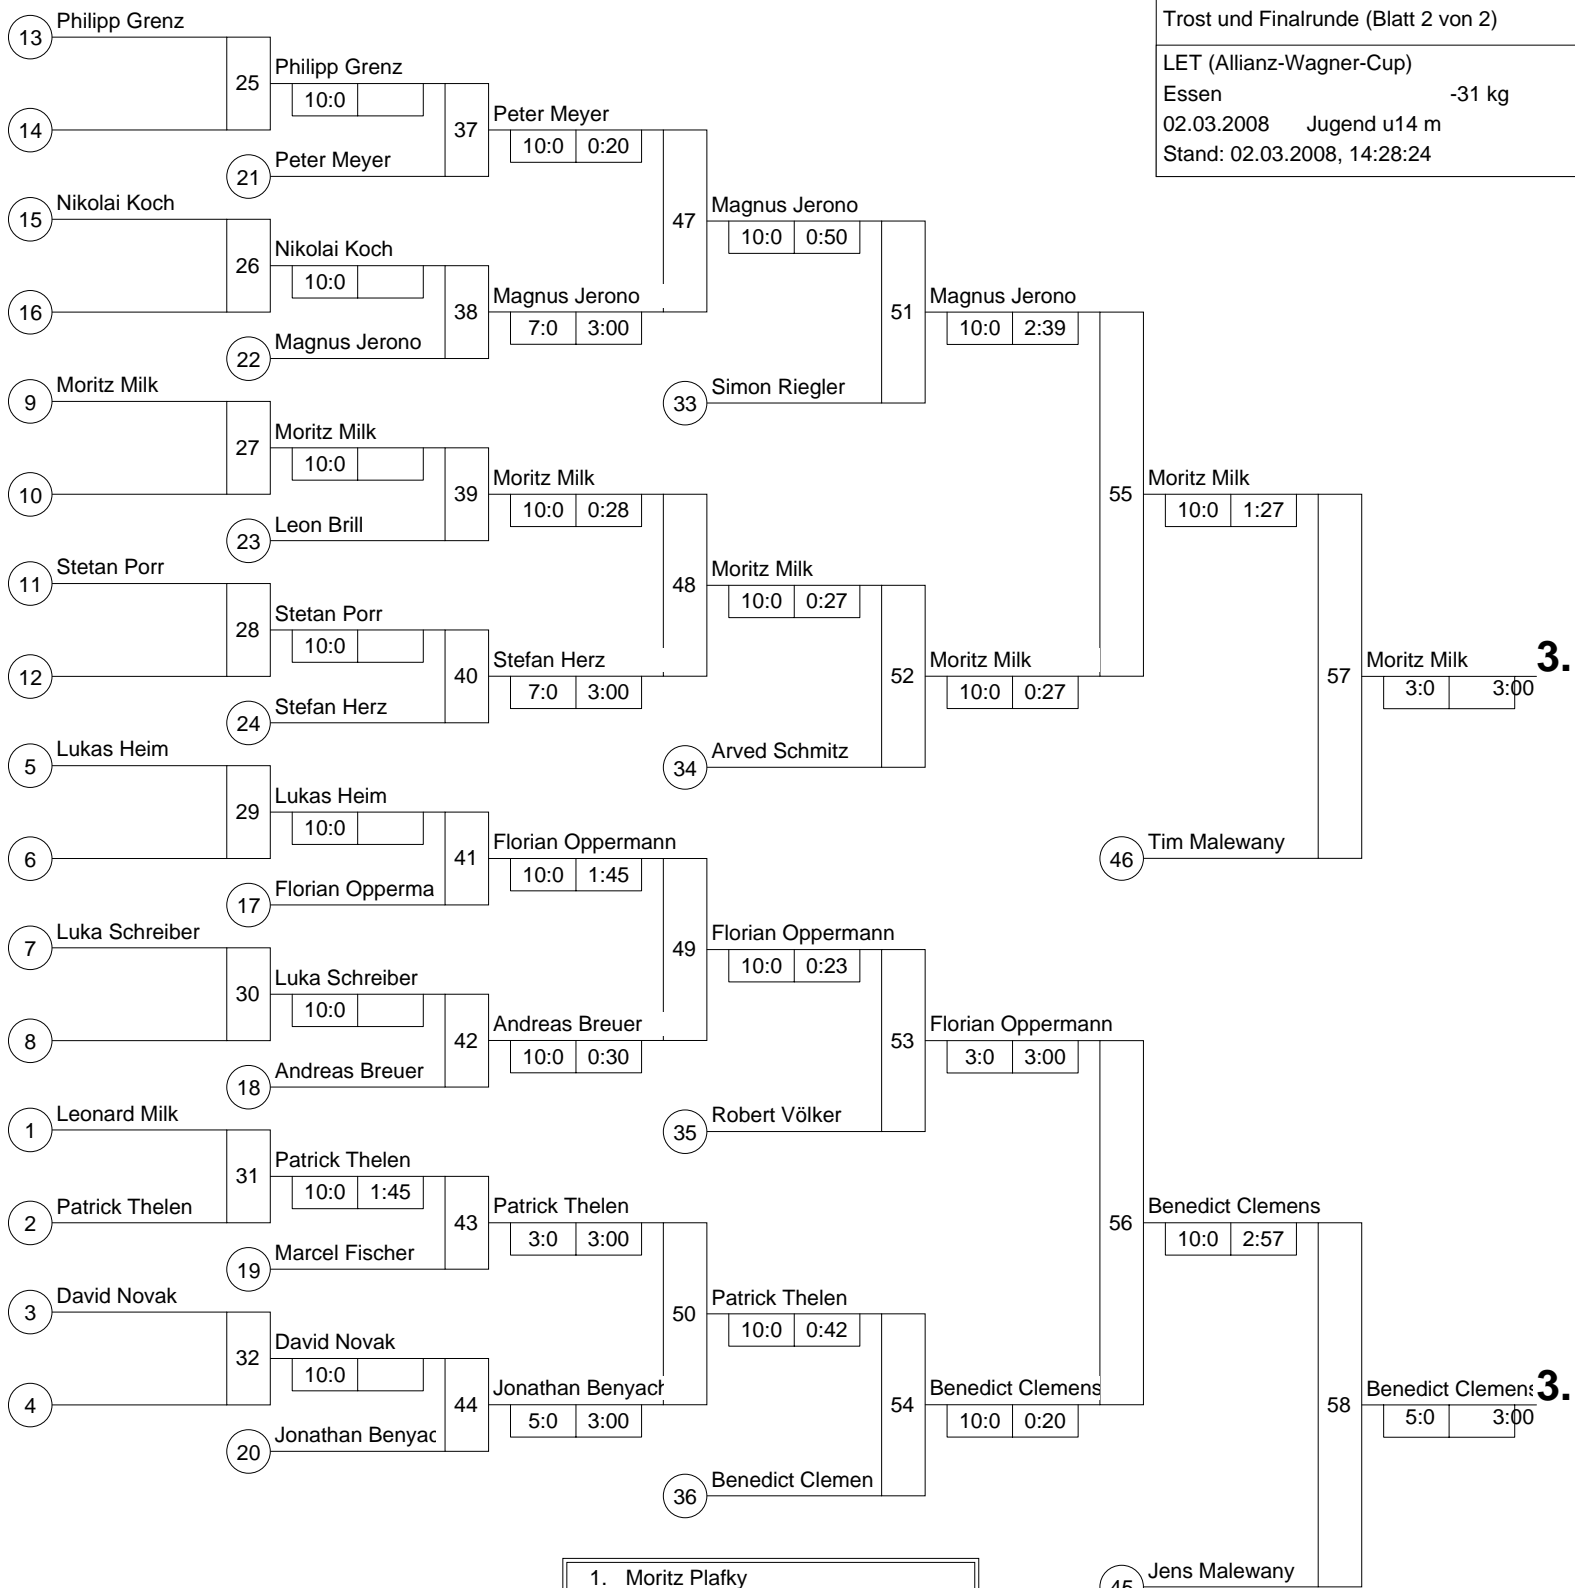 Trost und Finalrunde (Blatt 2 von 2)
LET (Allianz-Wagner-Cup)
Essen -31 kg
02.03.2008 Jugend u14 m
Stand: 02.03.2008, 14:28:24
13 Philipp Grenz
14
25
Philipp Grenz
10:0
21 Peter Meyer
37
Peter Meyer
10:0 0:20
15 Nikolai Koch
16
26
Nikolai Koch
10:0
22 Magnus Jerono
38
Magnus Jerono
7:0 3:00
47
Magnus Jerono
10:0 0:50
33 Simon Riegler
51
Magnus Jerono
10:0 2:39
9 Moritz Milk
10
27
Moritz Milk
10:0
23 Leon Brill
39
Moritz Milk
10:0 0:28
11 Stetan Porr
12
28
Stetan Porr
10:0
24 Stefan Herz
40
Stefan Herz
7:0 3:00
48
Moritz Milk
10:0 0:27
34 Arved Schmitz
52
Moritz Milk
10:0 0:27
55
Moritz Milk
10:0 1:27
46 Tim Malewany
57
Moritz Milk 3.
3:0 3:00
5 Lukas Heim
6
29
Lukas Heim
10:0
17 Florian Opperma
41
Florian Oppermann
10:0 1:45
7 Luka Schreiber
8
30
Luka Schreiber
10:0
18 Andreas Breuer
42
Andreas Breuer
10:0 0:30
49
Florian Oppermann
10:0 0:23
35 Robert Völker
53
Florian Oppermann
3:0 3:00
1 Leonard Milk
2 Patrick Thelen
31
Patrick Thelen
10:0 1:45
19 Marcel Fischer
43
Patrick Thelen
3:0 3:00
3 David Novak
4
32
David Novak
10:0
20 Jonathan Benyac
44
Jonathan Benyach
5:0 3:00
50
Patrick Thelen
10:0 0:42
36 Benedict Clemen
54
Benedict Clemens
10:0 0:20
56
Benedict Clemens
10:0 2:57
45 Jens Malewany
58
Benedict Clemens 3.
5:0 3:00
1. Moritz Plafky